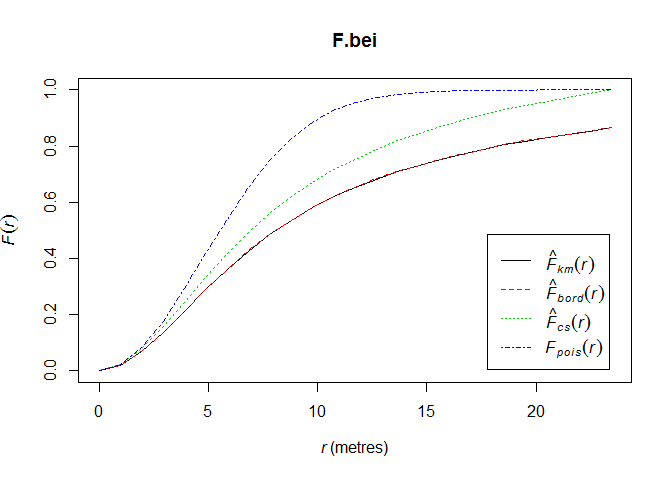 F.bei
F(r)
1.0
0.8
0.6
0.4
0.2
0.0
0 5 10 15 20
r (metres)
F̂km(r)
F̂bord(r)
F̂cs(r)
Fpois(r)